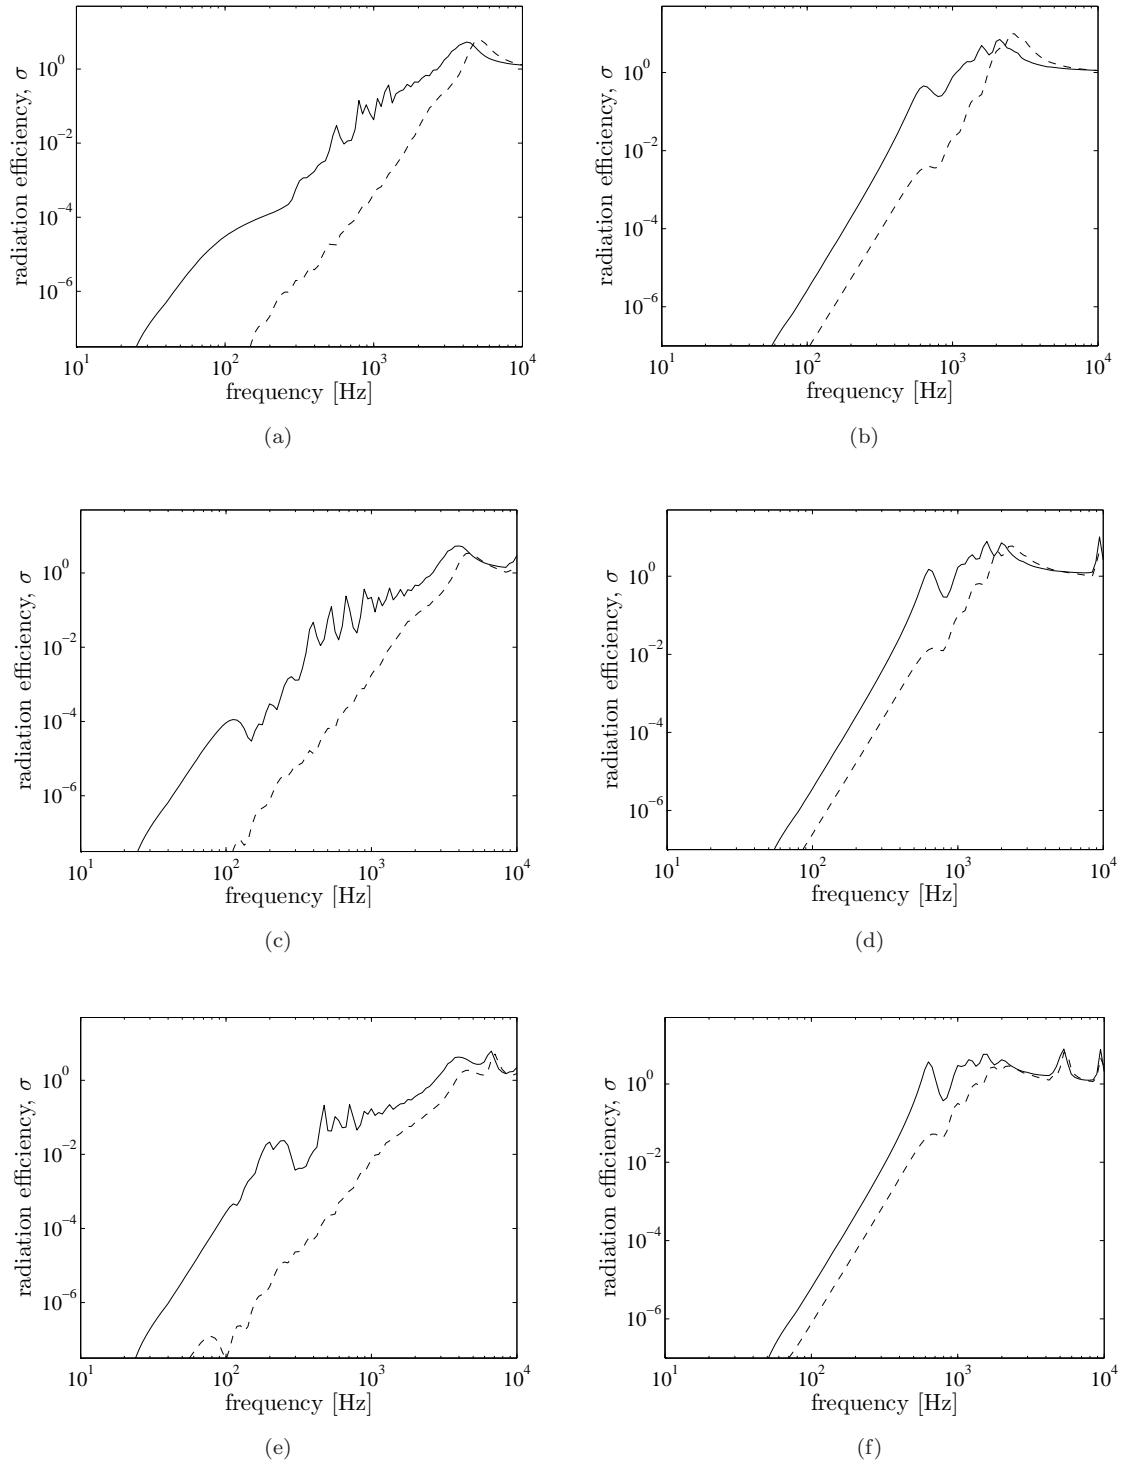 radiation efficiency, σ
10^0
10^-2
10^-4
10^-6
10^1 10^2 10^3 10^4
frequency [Hz]
(a)
radiation efficiency, σ
10^0
10^-2
10^-4
10^-6
10^1 10^2 10^3 10^4
frequency [Hz]
(b)
radiation efficiency, σ
10^0
10^-2
10^-4
10^-6
10^1 10^2 10^3 10^4
frequency [Hz]
(c)
radiation efficiency, σ
10^0
10^-2
10^-4
10^-6
10^1 10^2 10^3 10^4
frequency [Hz]
(d)
radiation efficiency, σ
10^0
10^-2
10^-4
10^-6
10^1 10^2 10^3 10^4
frequency [Hz]
(e)
radiation efficiency, σ
10^0
10^-2
10^-4
10^-6
10^1 10^2 10^3 10^4
frequency [Hz]
(f)